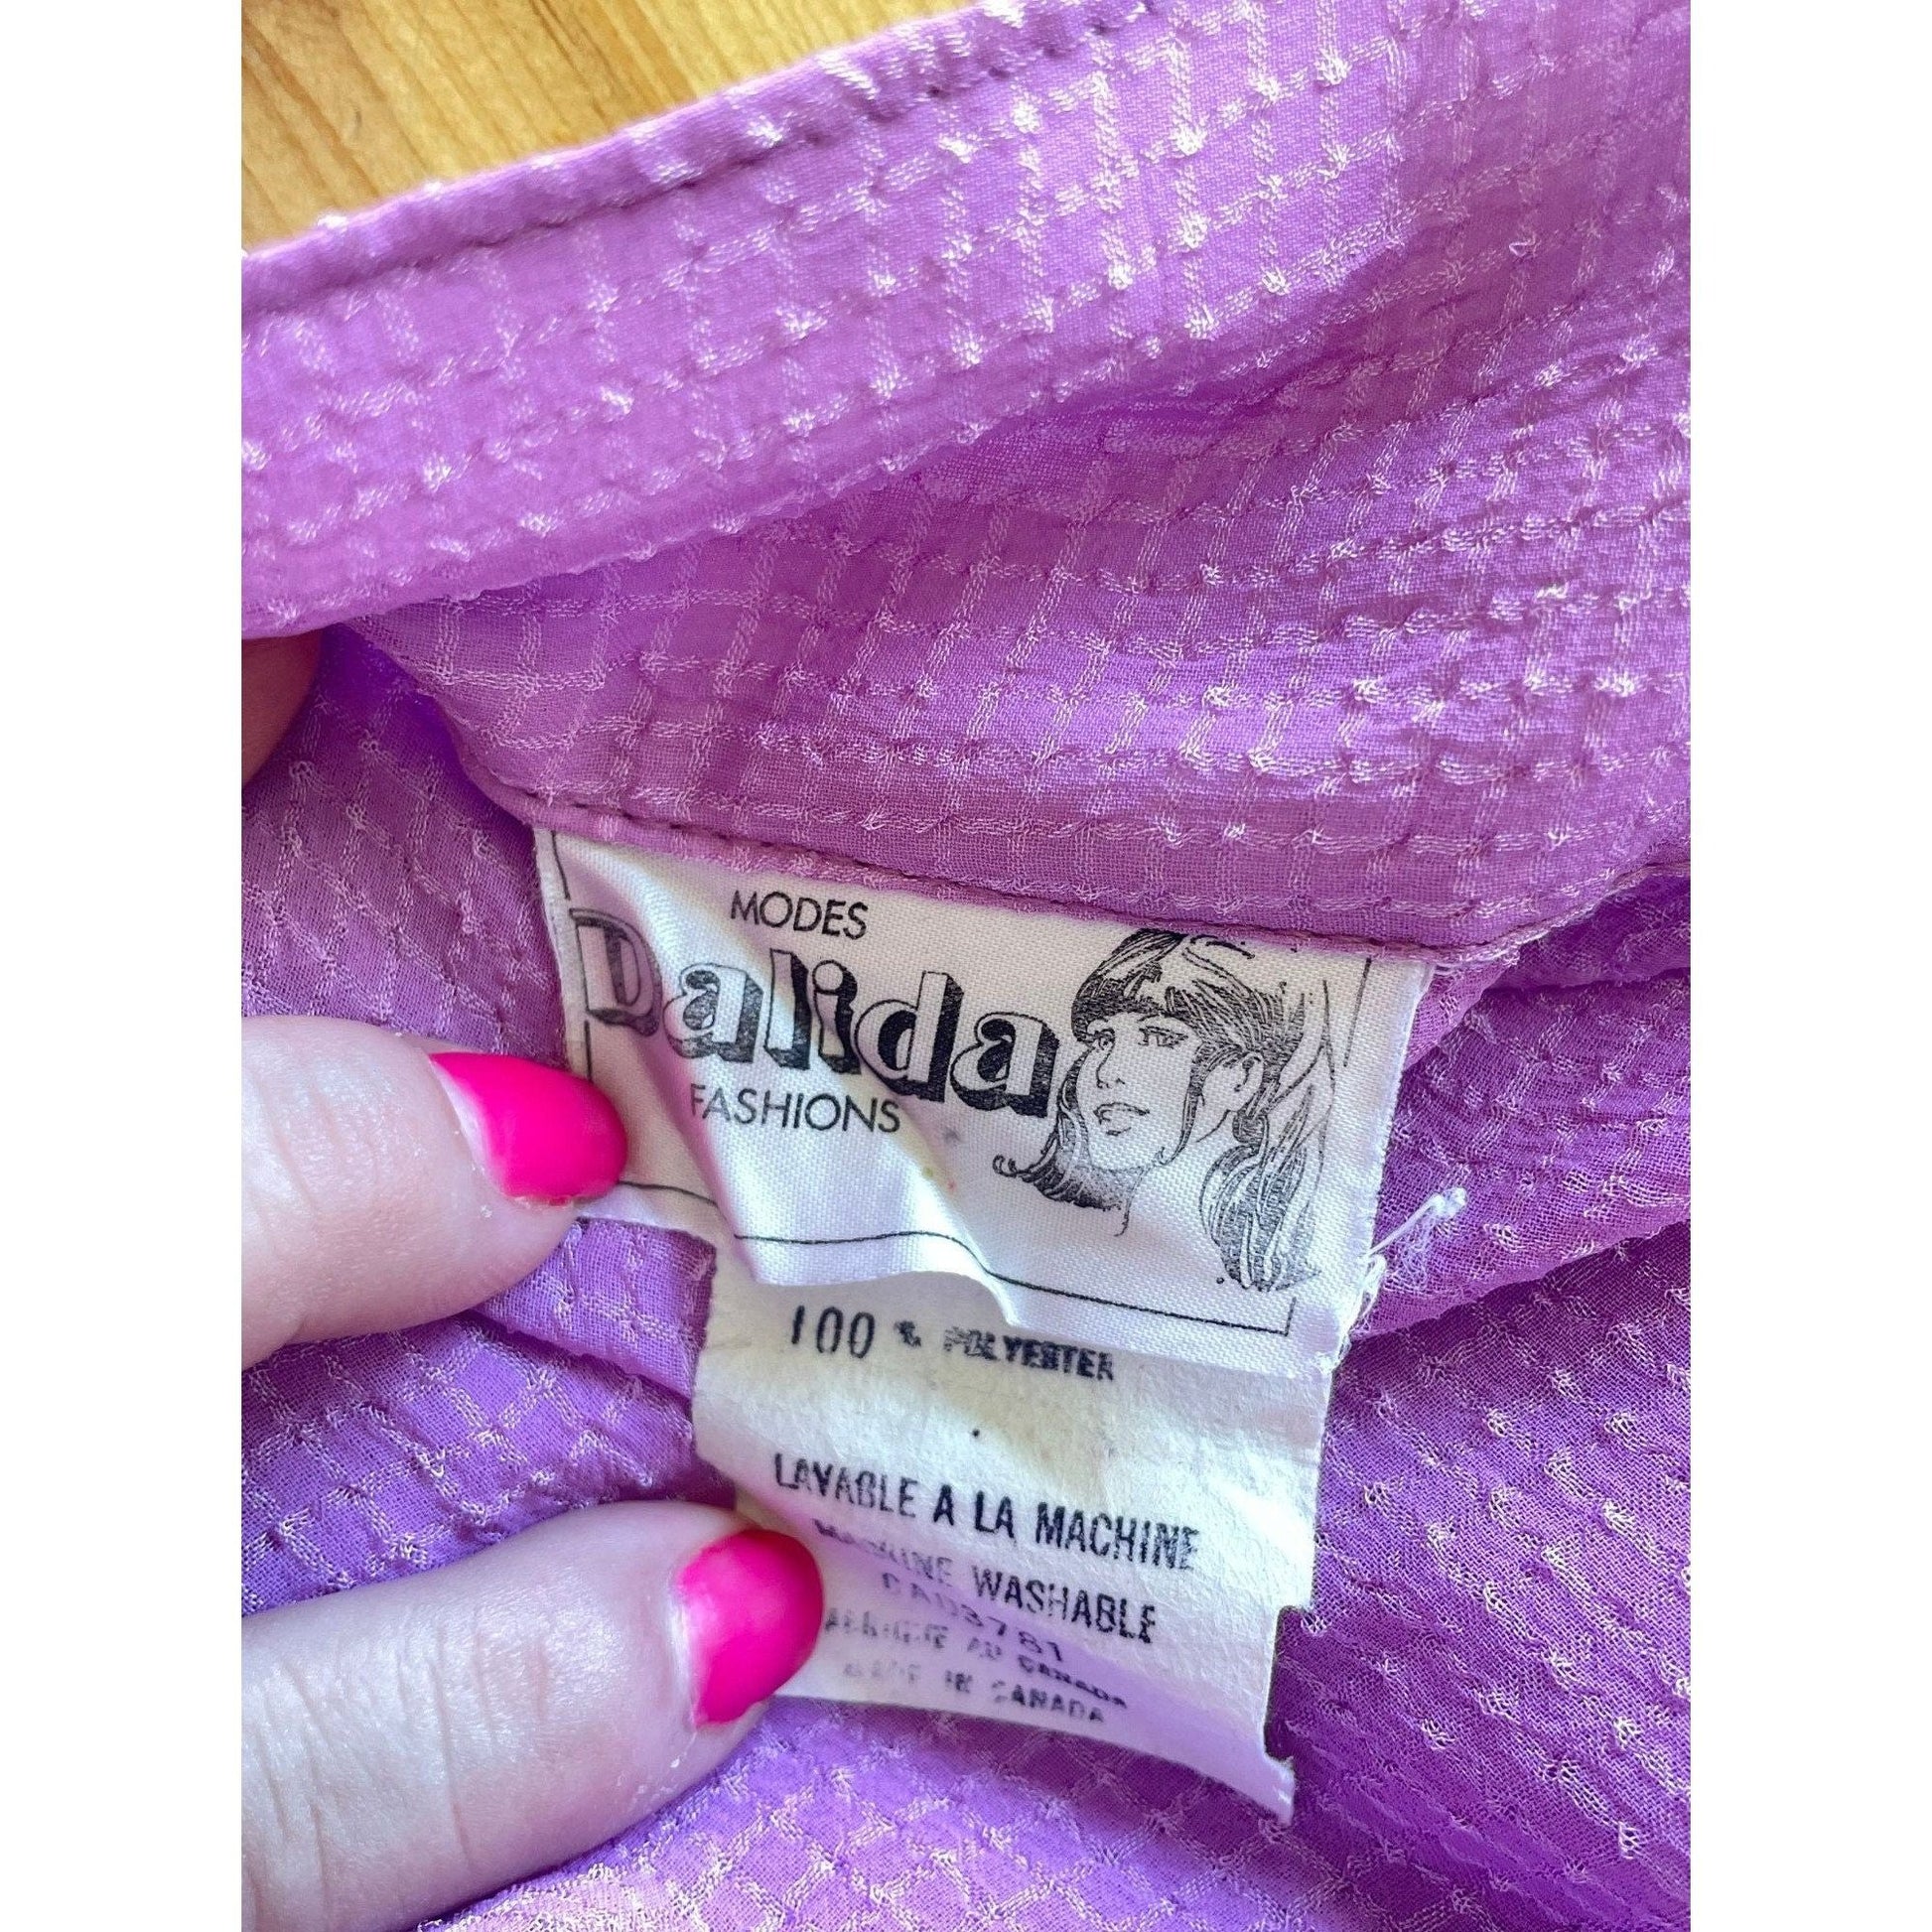 MODES
Dalida
FASHIONS
100 % POLYESTER
LAVABLE A LA MACHINE
MACHINE WASHABLE
CA03781
FABRIQUE AU CANADA
MADE IN CANADA